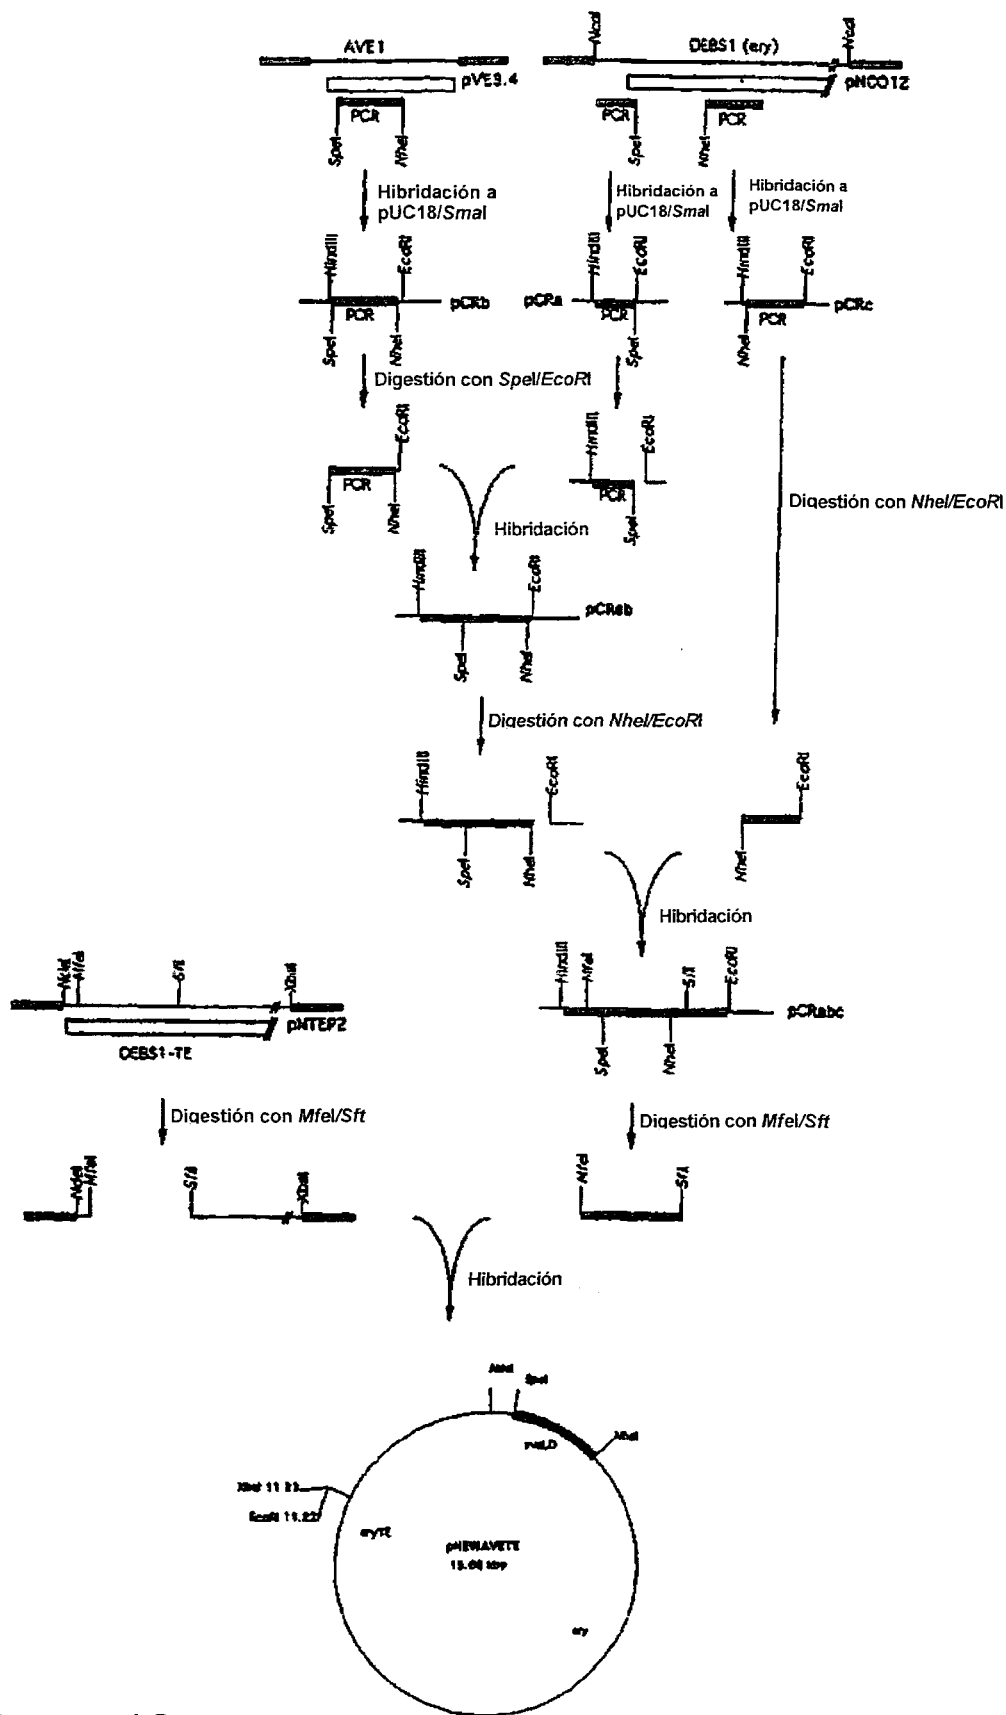 NcoI
NcoI
AVE1
DEBS1 (ery)
pVE3.4
pNCO12
PCR
PCR
PCR
SpeI
NheI
SpeI
NheI
Hibridación a
pUC18/SmaI
Hibridación a
pUC18/SmaI
Hibridación a
pUC18/SmaI
HindIII
EcoRI
HindIII
EcoRI
HindIII
EcoRI
pCRb
pCRa
pCRc
PCR
PCR
SpeI
NheI
SpeI
NheI
Digestión con SpeI/EcoRI
EcoRI
HindIII
EcoRI
PCR
PCR
SpeI
NheI
SpeI
Digestión con NheI/EcoRI
Hibridación
HindIII
EcoRI
pCRab
SpeI
NheI
Digestión con NheI/EcoRI
HindIII
EcoRI
EcoRI
SpeI
NheI
NheI
Hibridación
NdeI
MfeI
SfiI
XbaI
HindIII
MfeI
SfiI
EcoRI
pNTEP2
pCRabc
DEBS1-TE
SpeI
NheI
Digestión con MfeI/Sft
Digestión con MfeI/Sft
NdeI
MfeI
SfiI
XbaI
MfeI
SfiI
Hibridación
SpeI
NheI
eryTE
pNEWAVETE
ery